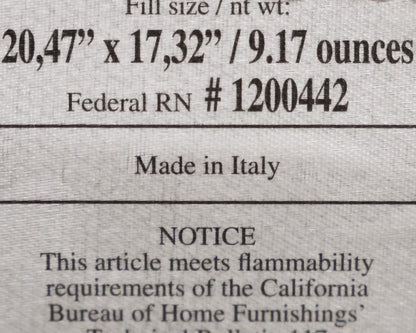 Fill size / nt wt:
20,47” x 17,32” / 9.17 ounces
Federal RN # 1200442
Made in Italy
NOTICE
This article meets flammability
requirements of the California
Bureau of Home Furnishings’